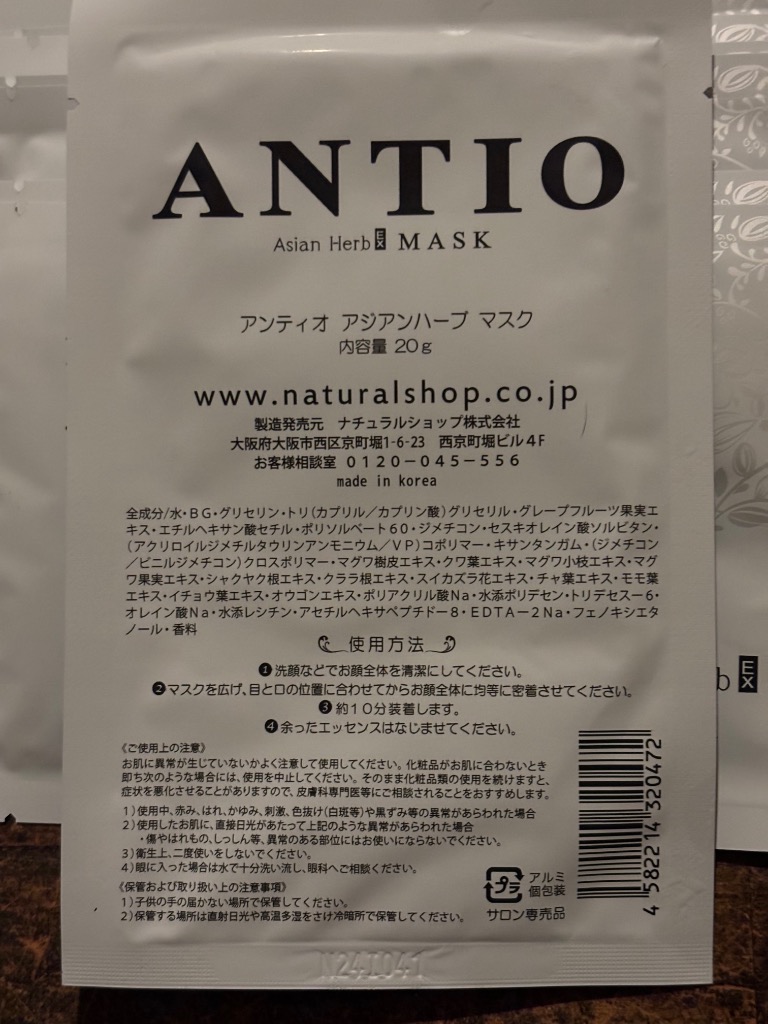 ANTIO
Asian Herb EX MASK
アンティオ アジアンハーブ マスク
内容量 20g
www.naturalshop.co.jp
製造発売元 ナチュラルショップ株式会社
大阪府大阪市西区京町堀1-6-23 西京町堀ビル4F
お客様相談室 0120-045-556
made in korea
全成分/水・BG・グリセリン・トリ(カプリル/カプリン酸)グリセリル・グレープフルーツ果実エ
キス・エチルヘキサン酸セチル・ポリソルベート60・ジメチコン・セスキオレイン酸ソルビタン・
(アクリロイルジメチルタウリンアンモニウム/VP)コポリマー・キサンタンガム・(ジメチコン
/ビニルジメチコン)クロスポリマー・マグワ樹皮エキス・クワ葉エキス・マグワ小枝エキス・マグ
ワ果実エキス・シャクヤク根エキス・クララ根エキス・スイカズラ花エキス・チャ葉エキス・モモ葉
エキス・イチョウ葉エキス・オウゴンエキス・ポリアクリル酸Na・水添ポリデセン・トリデセス-6・
オレイン酸Na・水添レシチン・アセチルヘキサペプチド-8・EDTA-2Na・フェノキシエタ
ノール・香料
使用方法
❶洗顔などでお顔全体を清潔にしてください。
❷マスクを広げ、目と口の位置に合わせてからお顔全体に均等に密着させてください。
❸約10分装着します。
❹余ったエッセンスはなじませてください。
《ご使用上の注意》
お肌に異常が生じていないかよく注意して使用してください。化粧品がお肌に合わないとき
即ち次のような場合には、使用を中止してください。そのまま化粧品類の使用を続けますと、
症状を悪化させることがありますので、皮膚科専門医等にご相談されることをおすすめします。
1)使用中、赤み、はれ、かゆみ、刺激、色抜け(白斑等)や黒ずみ等の異常があらわれた場合
2)使用したお肌に、直接日光があたって上記のような異常があらわれた場合
・傷やはれもの、しっしん等、異常のある部位にはお使いにならないでください。
3)衛生上、二度使いをしないでください。
4)眼に入った場合は水で十分洗い流し、眼科へご相談ください。
《保管および取り扱い上の注意事項》
1)子供の手の届かない場所で保管してください。
2)保管する場所は直射日光や高温多湿をさけ冷暗所で保管してください。
プラ
アルミ
個包装
サロン専売品
4 582214 320472
N24I041
b EX